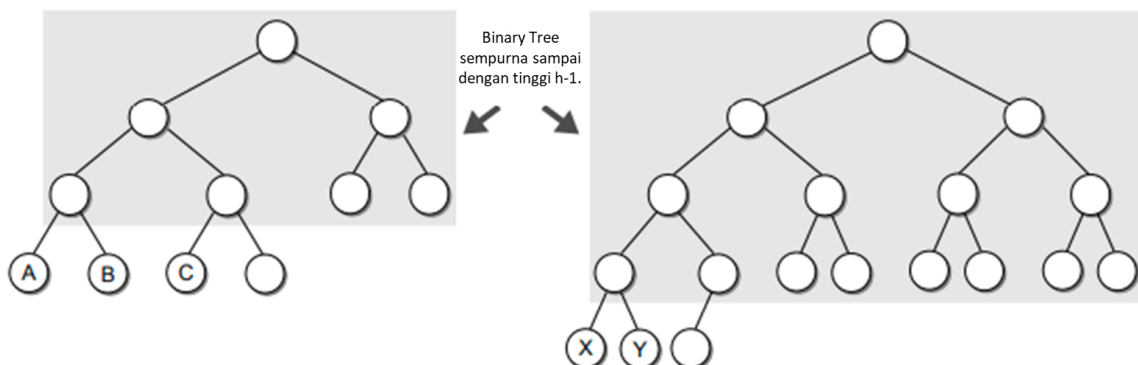 Binary Tree
sempurna sampai
dengan tinggi h-1.
A
B
C
X
Y